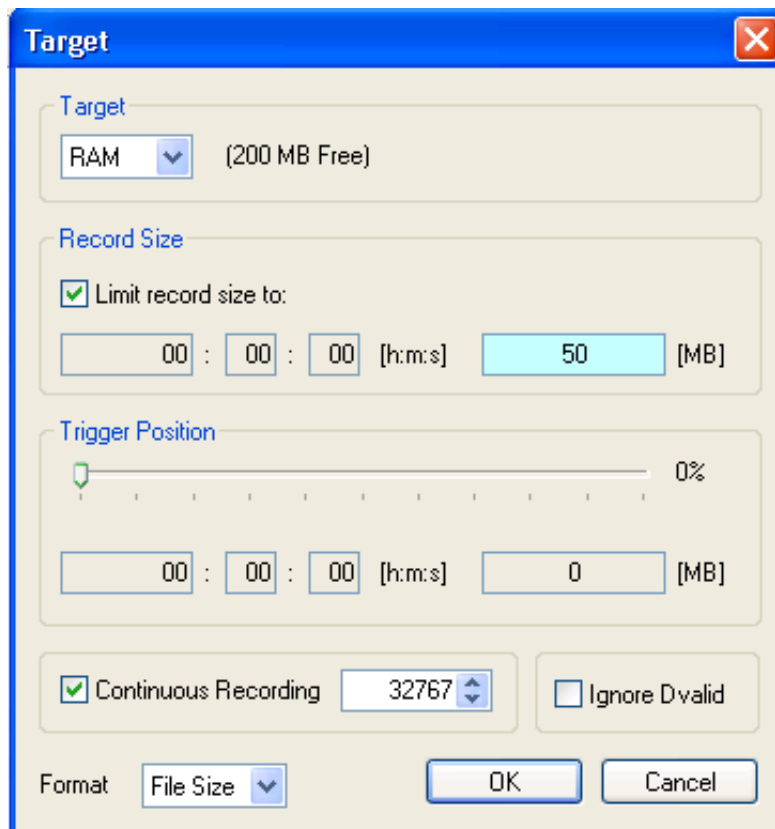 Target
Target
RAM (200 MB Free)
Record Size
Limit record size to:
00 : 00 : 00 [h:m:s] 50 [MB]
Trigger Position
0%
00 : 00 : 00 [h:m:s] 0 [MB]
Continuous Recording 32767 Ignore Dvalid
Format File Size OK Cancel